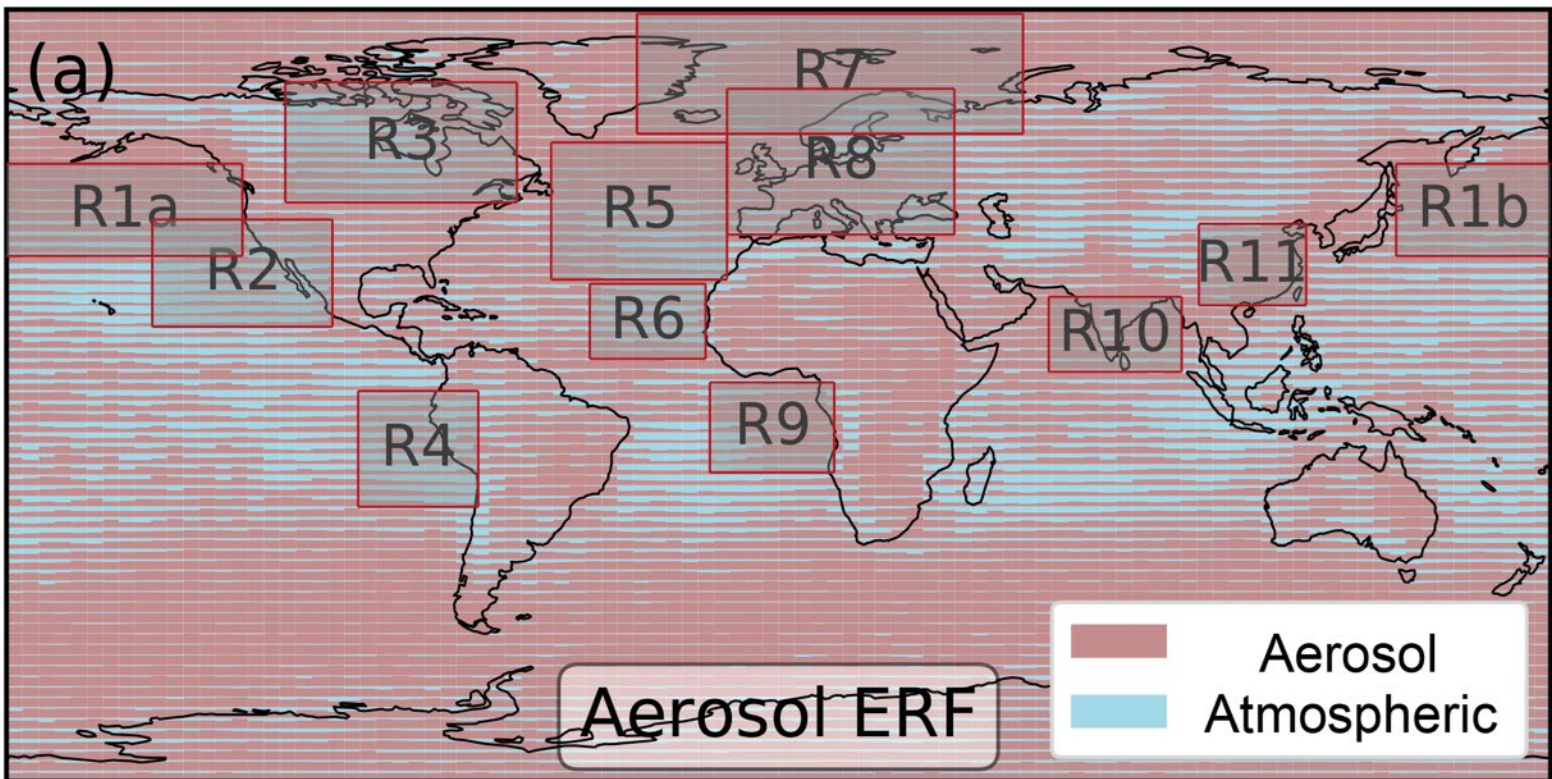 (a)
R7
R3
R8
R1a
R5
R1b
R2
R11
R6
R10
R9
R4
Aerosol
Atmospheric
Aerosol ERF